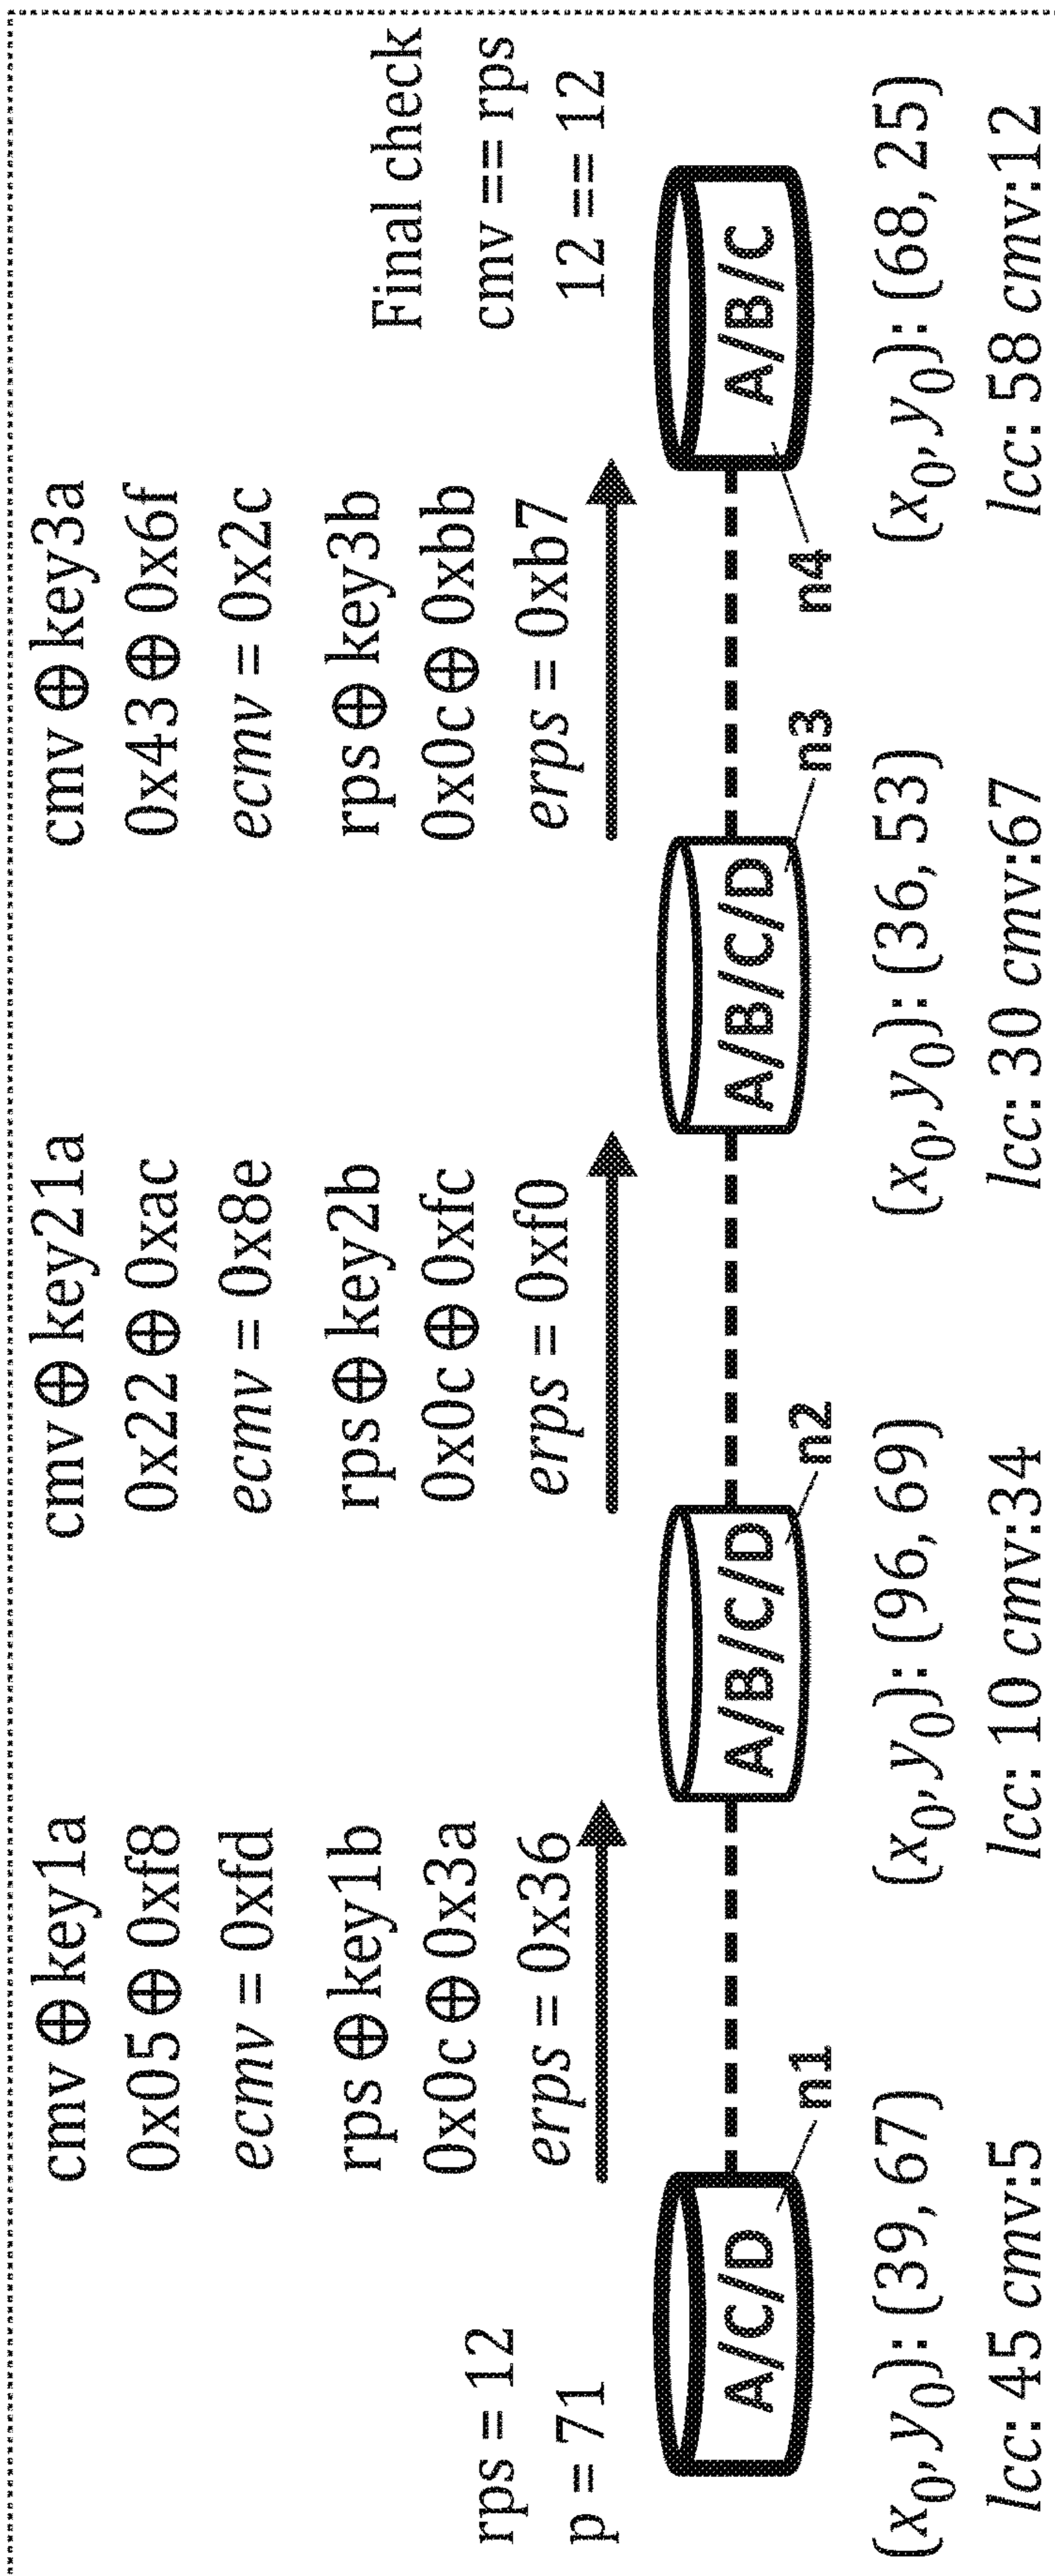 rps = 12
p = 71
cmv ⊕ key1a
0x05 ⊕ 0xf8
ecmv = 0xfd
rps ⊕ key1b
0x0c ⊕ 0x3a
erps = 0x36
cmv ⊕ key21a
0x22 ⊕ 0xac
ecmv = 0x8e
rps ⊕ key2b
0x0c ⊕ 0xfc
erps = 0xf0
cmv ⊕ key3a
0x43 ⊕ 0x6f
ecmv = 0x2c
rps ⊕ key3b
0x0c ⊕ 0xbb
erps = 0xb7
Final check
cmv == rps
12 == 12
A/C/D
n1
(x₀, y₀): (39, 67)
lcc: 45 cmv:5
A/B/C/D
n2
(x₀, y₀): (96, 69)
lcc: 10 cmv:34
A/B/C/D
n3
(x₀, y₀): (36, 53)
lcc: 30 cmv:67
A/B/C
n4
(x₀, y₀): (68, 25)
lcc: 58 cmv:12